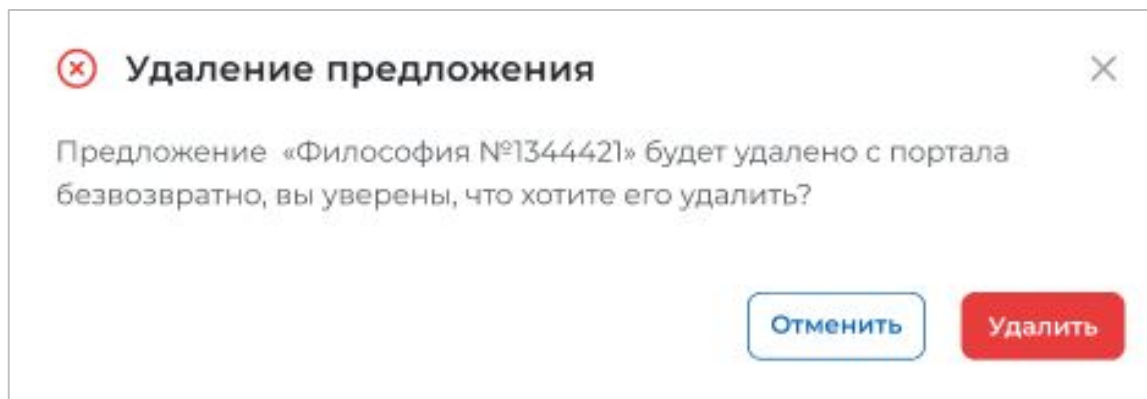 Удаление предложения
Предложение «Философия №1344421» будет удалено с портала
безвозвратно, вы уверены, что хотите его удалить?
Отменить
Удалить